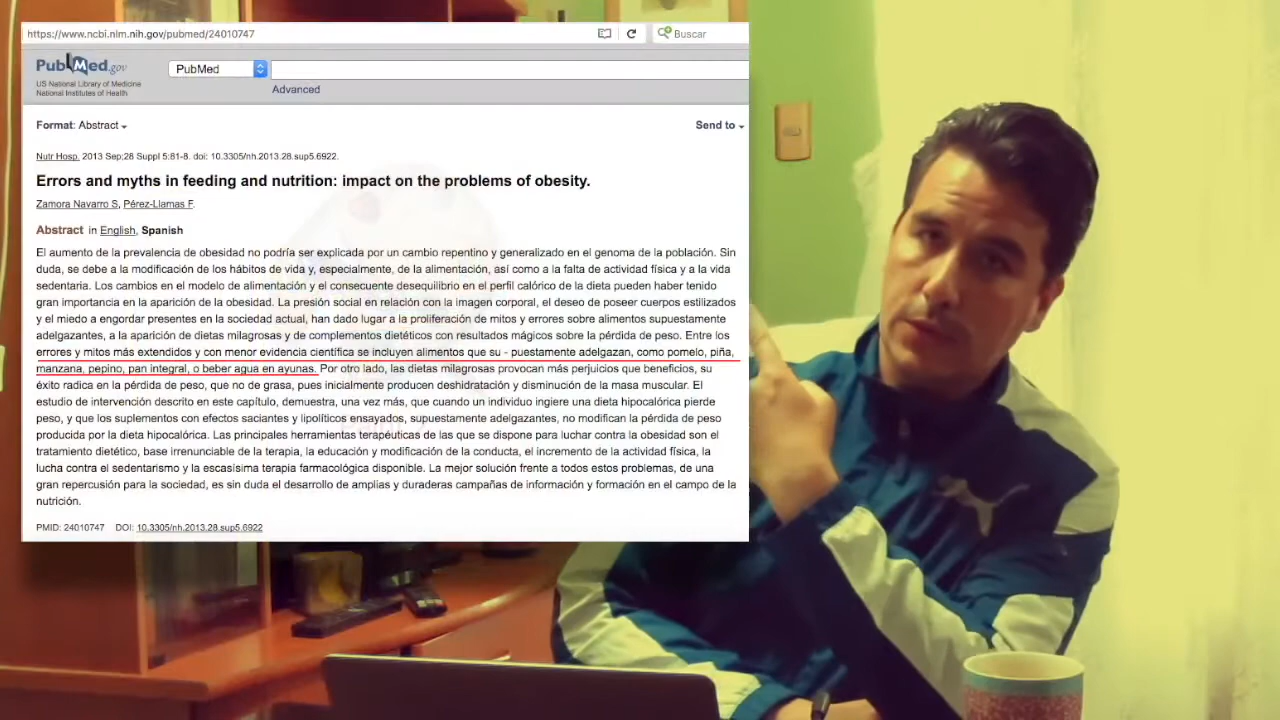 https://www.ncbi.nlm.nih.gov/pubmed/24010747
Buscar
PubMed.gov
US National Library of Medicine
National Institutes of Health
PubMed
Advanced
Format: Abstract
Send to
Nutr Hosp. 2013 Sep;28 Suppl 5:81-8. doi: 10.3305/nh.2013.28.sup5.6922.
Errors and myths in feeding and nutrition: impact on the problems of obesity.
Zamora Navarro S, Pérez-Llamas F.
Abstract in English, Spanish
El aumento de la prevalencia de obesidad no podría ser explicada por un cambio repentino y generalizado en el genoma de la población. Sin
duda, se debe a la modificación de los hábitos de vida y, especialmente, de la alimentación, así como a la falta de actividad física y a la vida
sedentaria. Los cambios en el modelo de alimentación y el consecuente desequilibrio en el perfil calórico de la dieta pueden haber tenido
gran importancia en la aparición de la obesidad. La presión social en relación con la imagen corporal, el deseo de poseer cuerpos estilizados
y el miedo a engordar presentes en la sociedad actual, han dado lugar a la proliferación de mitos y errores sobre alimentos supuestamente
adelgazantes, a la aparición de dietas milagrosas y de complementos dietéticos con resultados mágicos sobre la pérdida de peso. Entre los
errores y mitos más extendidos y con menor evidencia científica se incluyen alimentos que su - puestamente adelgazan, como pomelo, piña,
manzana, pepino, pan integral, o beber agua en ayunas. Por otro lado, las dietas milagrosas provocan más perjuicios que beneficios, su
éxito radica en la pérdida de peso, que no de grasa, pues inicialmente producen deshidratación y disminución de la masa muscular. El
estudio de intervención descrito en este capítulo, demuestra, una vez más, que cuando un individuo ingiere una dieta hipocalórica pierde
peso, y que los suplementos con efectos saciantes y lipolíticos ensayados, supuestamente adelgazantes, no modifican la pérdida de peso
producida por la dieta hipocalórica. Las principales herramientas terapéuticas de las que se dispone para luchar contra la obesidad son el
tratamiento dietético, base irrenunciable de la terapia, la educación y modificación de la conducta, el incremento de la actividad física, la
lucha contra el sedentarismo y la escasísima terapia farmacológica disponible. La mejor solución frente a todos estos problemas, de una
gran repercusión para la sociedad, es sin duda el desarrollo de amplias y duraderas campañas de información y formación en el campo de la
nutrición.
PMID: 24010747 DOI: 10.3305/nh.2013.28.sup5.6922